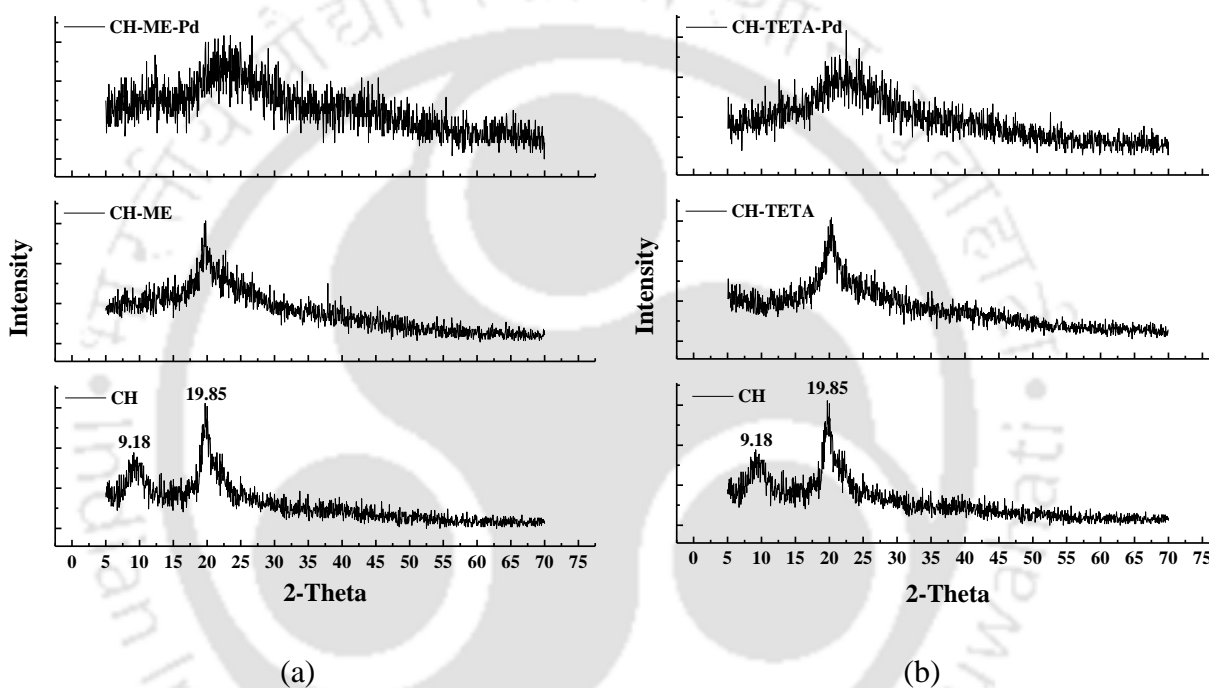 CH-ME-Pd
CH-ME
CH
9.18
19.85
Intensity
0 5 10 15 20 25 30 35 40 45 50 55 60 65 70 75
2-Theta
(a)
CH-TETA-Pd
CH-TETA
CH
9.18
19.85
Intensity
0 5 10 15 20 25 30 35 40 45 50 55 60 65 70 75
2-Theta
(b)
Indian In
uwahati